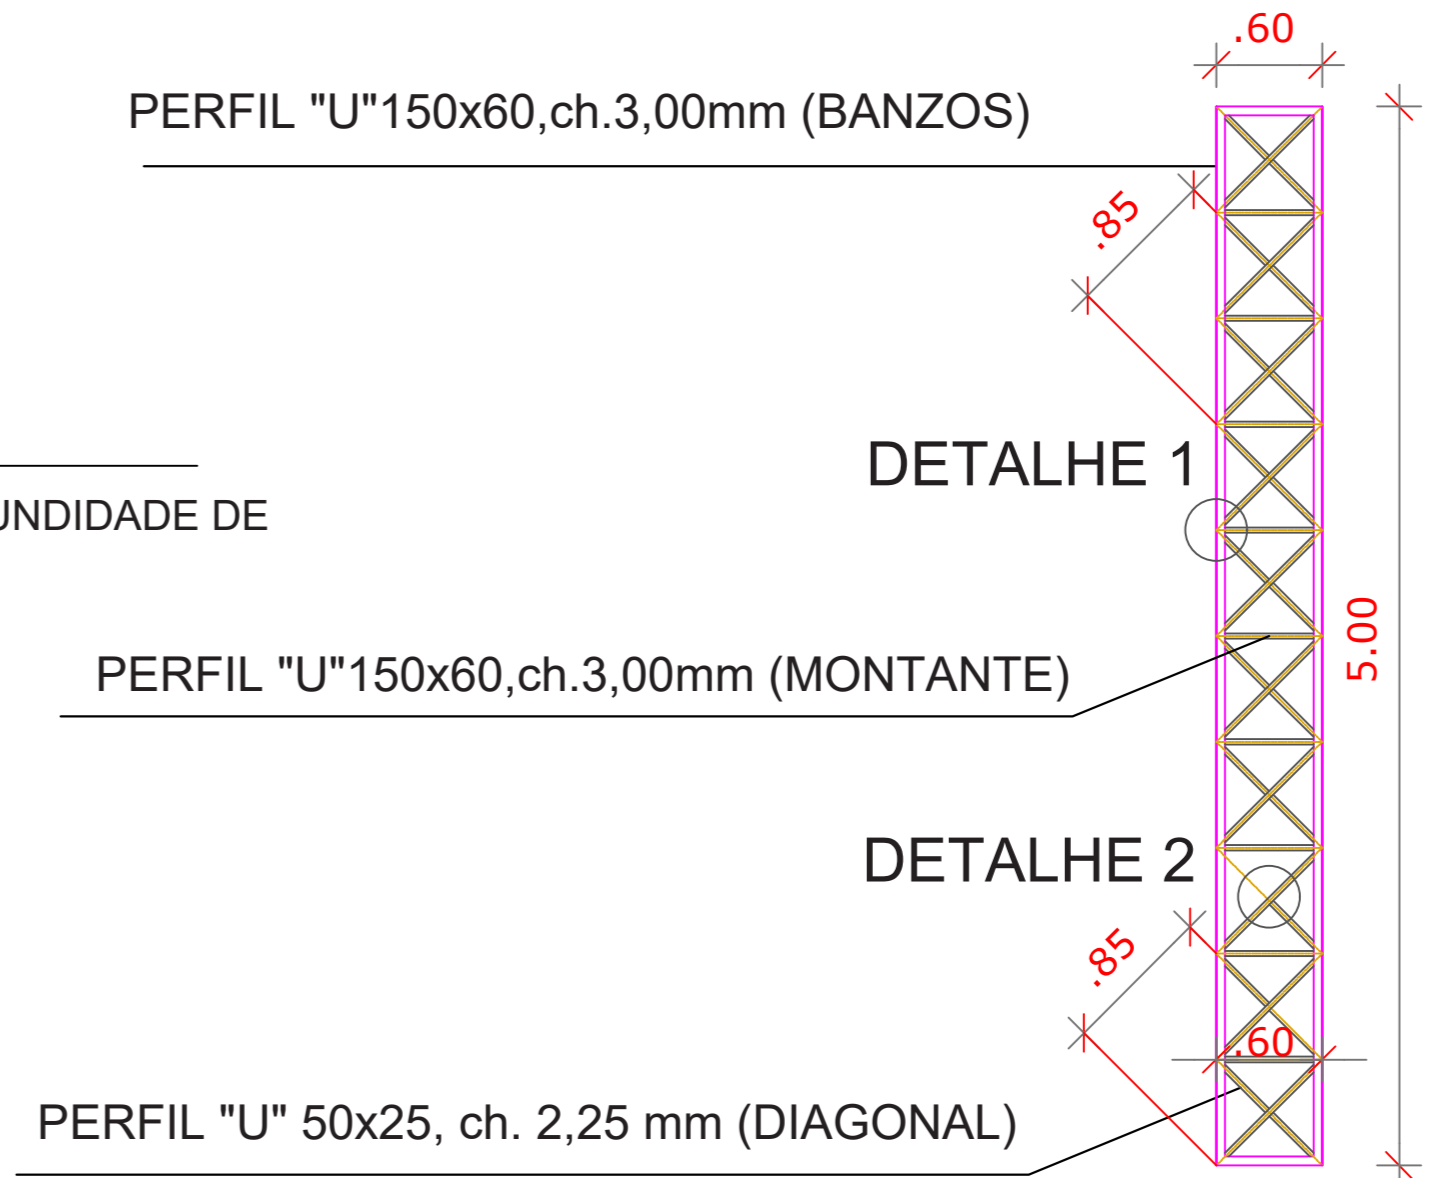 .60
PERFIL "U"150x60,ch.3,00mm (BANZOS)
.85
DETALHE 1
UNDIDADE DE
5.00
PERFIL "U"150x60,ch.3,00mm (MONTANTE)
DETALHE 2
.85
.60
PERFIL "U" 50x25, ch. 2,25 mm (DIAGONAL)